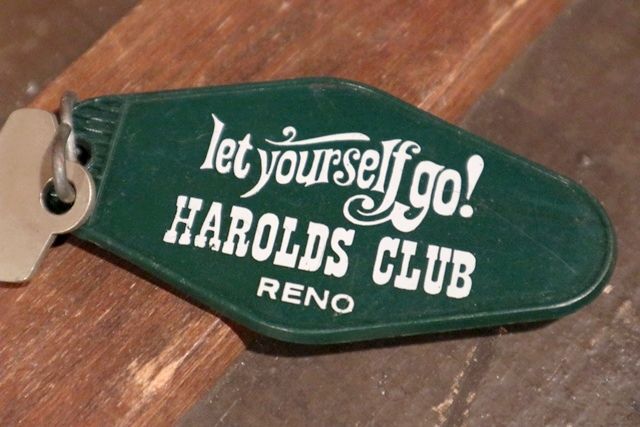 let yourself go!
HAROLDS CLUB
RENO